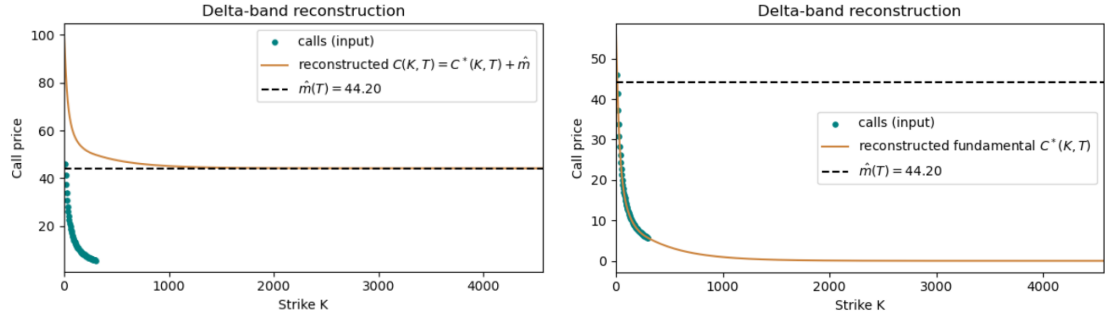 Delta-band reconstruction
100
80
60
40
20
0
1000
2000
3000
4000
Call price
Strike K
calls (input)
reconstructed C(K, T) = C*(K, T) + m̂
m̂(T) = 44.20
Delta-band reconstruction
50
40
30
20
10
0
0
1000
2000
3000
4000
Call price
Strike K
calls (input)
reconstructed fundamental C*(K, T)
m̂(T) = 44.20